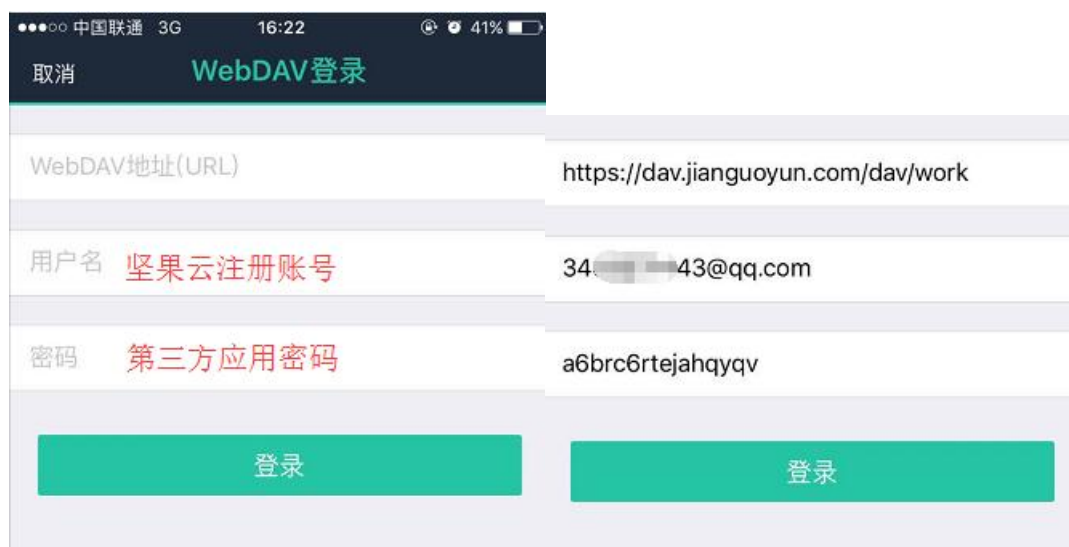 中国联通 3G 16:22 41%
取消 WebDAV登录
WebDAV地址(URL)
用户名 坚果云注册账号
密码 第三方应用密码
登录
https://dav.jianguoyun.com/dav/work
34 43@qq.com
a6brc6rtejahqyqv
登录